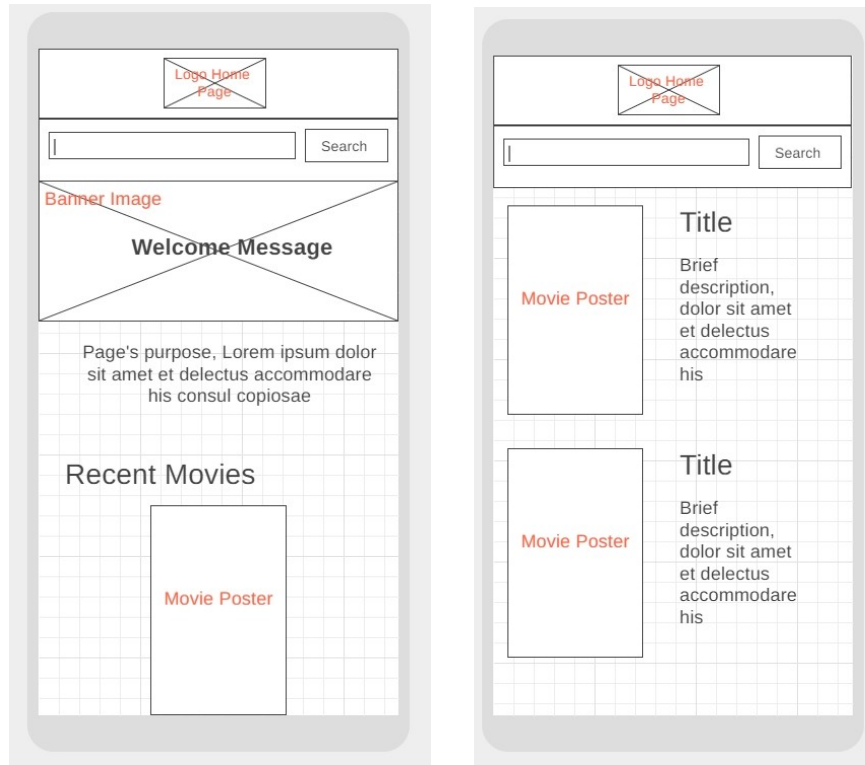 Logo Home
Page
Search
Banner Image
Welcome Message
Page's purpose, Lorem ipsum dolor
sit amet et delectus accommodare
his consul copiosae
Recent Movies
Movie Poster
Logo Home
Page
Search
Movie Poster
Title
Brief
description,
dolor sit amet
et delectus
accommodare
his
Movie Poster
Title
Brief
description,
dolor sit amet
et delectus
accommodare
his